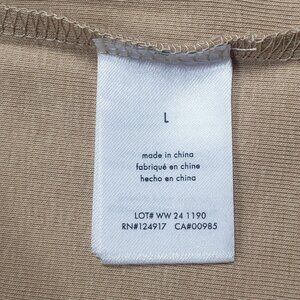 L
made in china
fabriqué en chine
hecho en china
LOT# WW 24 1190
RN#124917 CA#00985